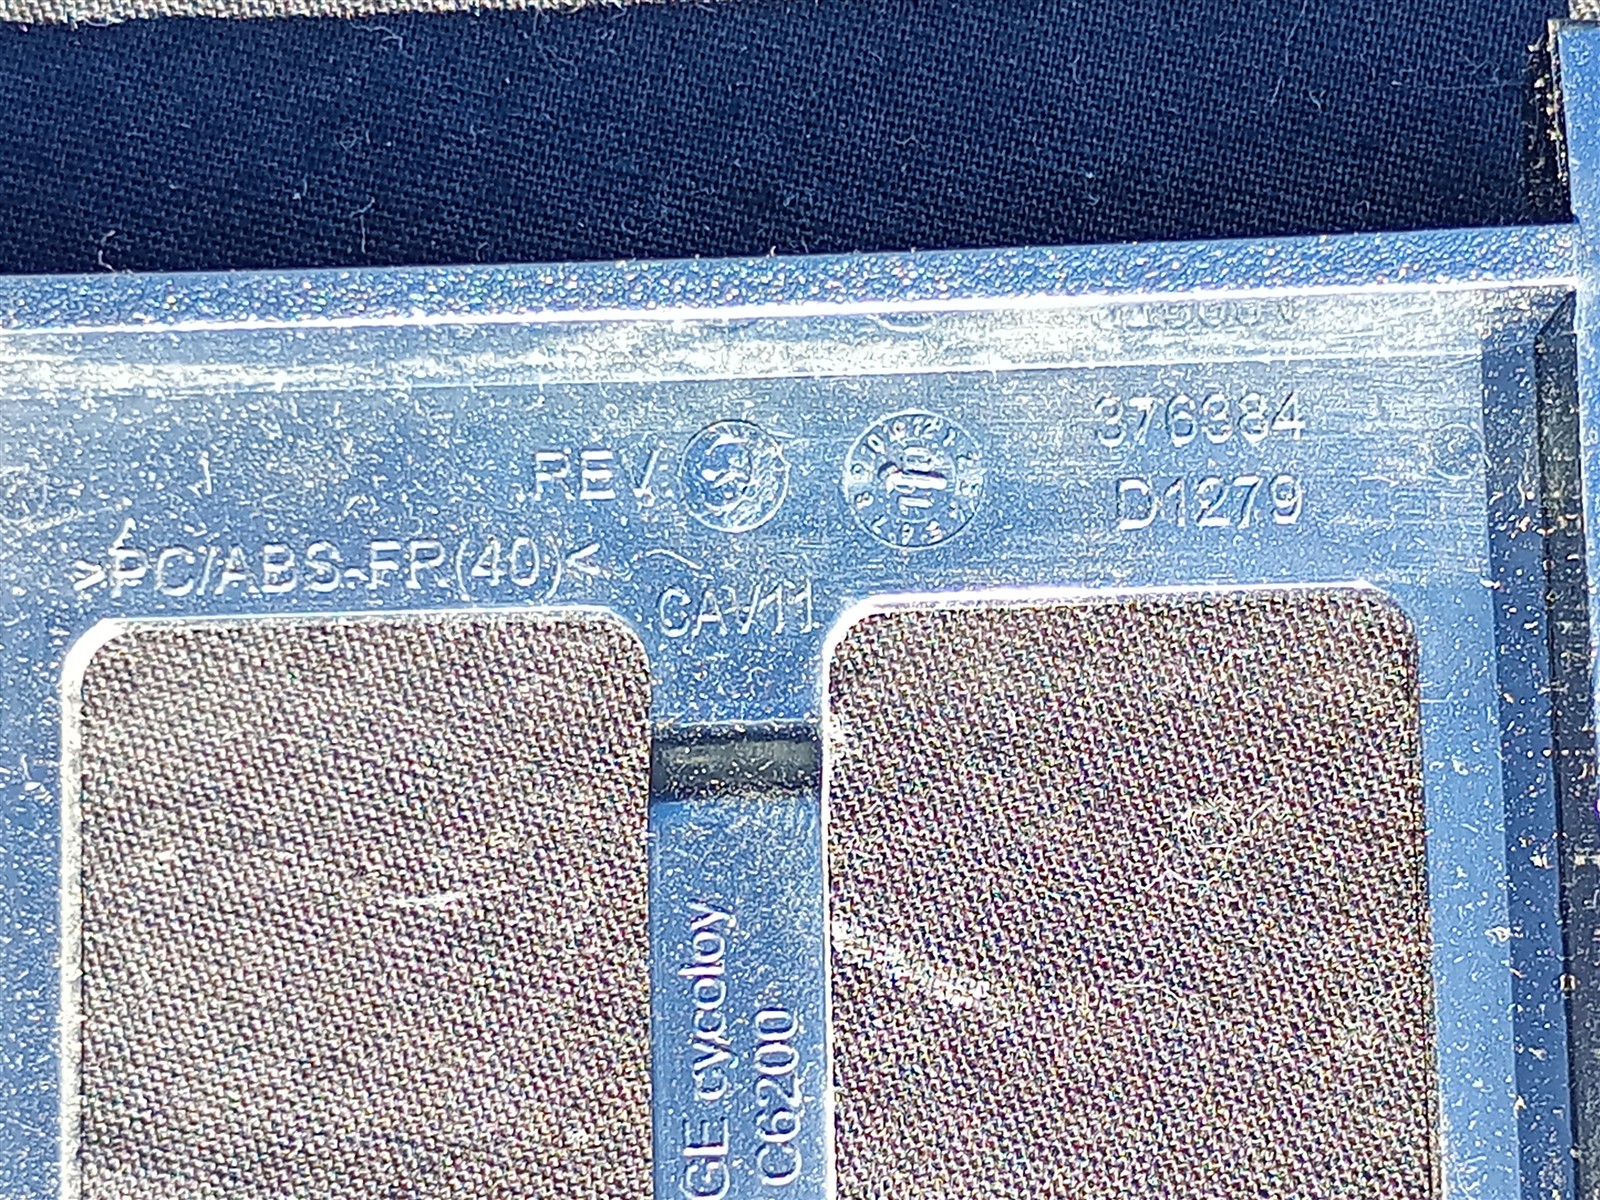 376384
REV.
D1279
>PC/ABS-FR(40)<
CAV11
GE cycoloy
C6200